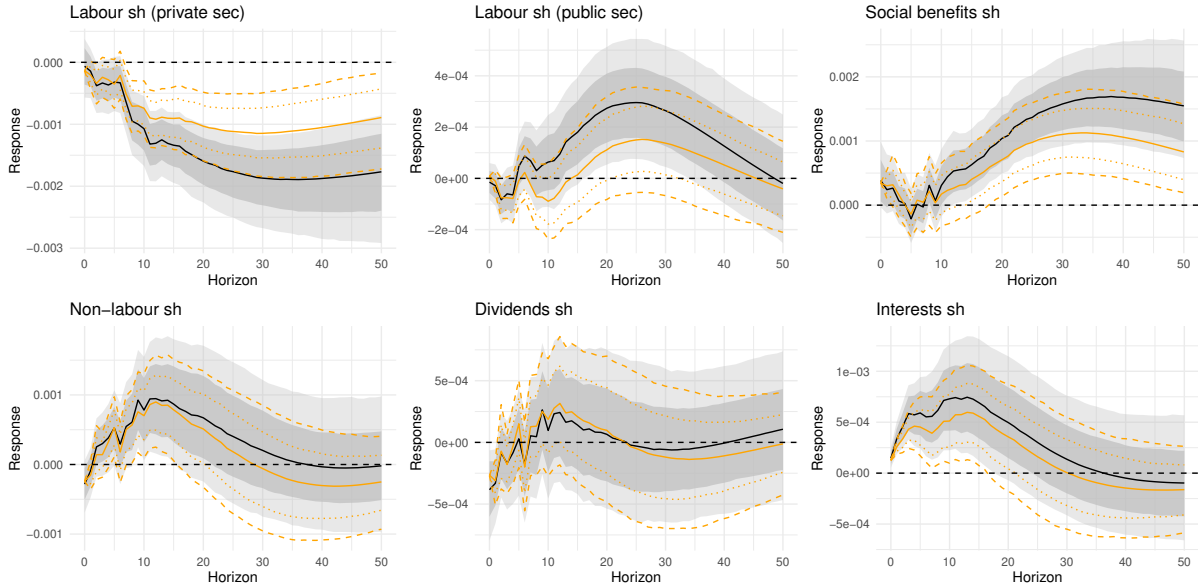 Labour sh (private sec)
Response
0.000
−0.001
−0.002
−0.003
0 10 20 30 40 50
Horizon
Labour sh (public sec)
Response
4e−04
2e−04
0e+00
−2e−04
0 10 20 30 40 50
Horizon
Social benefits sh
Response
0.002
0.001
0.000
0 10 20 30 40 50
Horizon
Non−labour sh
Response
0.001
0.000
−0.001
0 10 20 30 40 50
Horizon
Dividends sh
Response
5e−04
0e+00
−5e−04
0 10 20 30 40 50
Horizon
Interests sh
Response
1e−03
5e−04
0e+00
−5e−04
0 10 20 30 40 50
Horizon